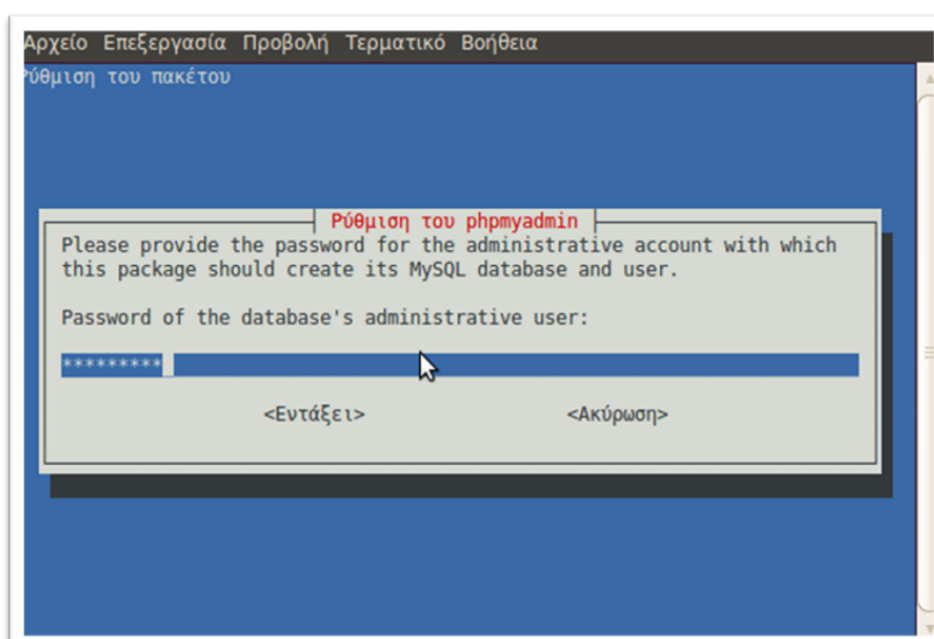 Αρχείο Επεξεργασία Προβολή Τερματικό Βοήθεια
Ρύθμιση του πακέτου
Ρύθμιση του phpmyadmin
Please provide the password for the administrative account with which
this package should create its MySQL database and user.
Password of the database's administrative user:
*********
<Εντάξει> <Ακύρωση>